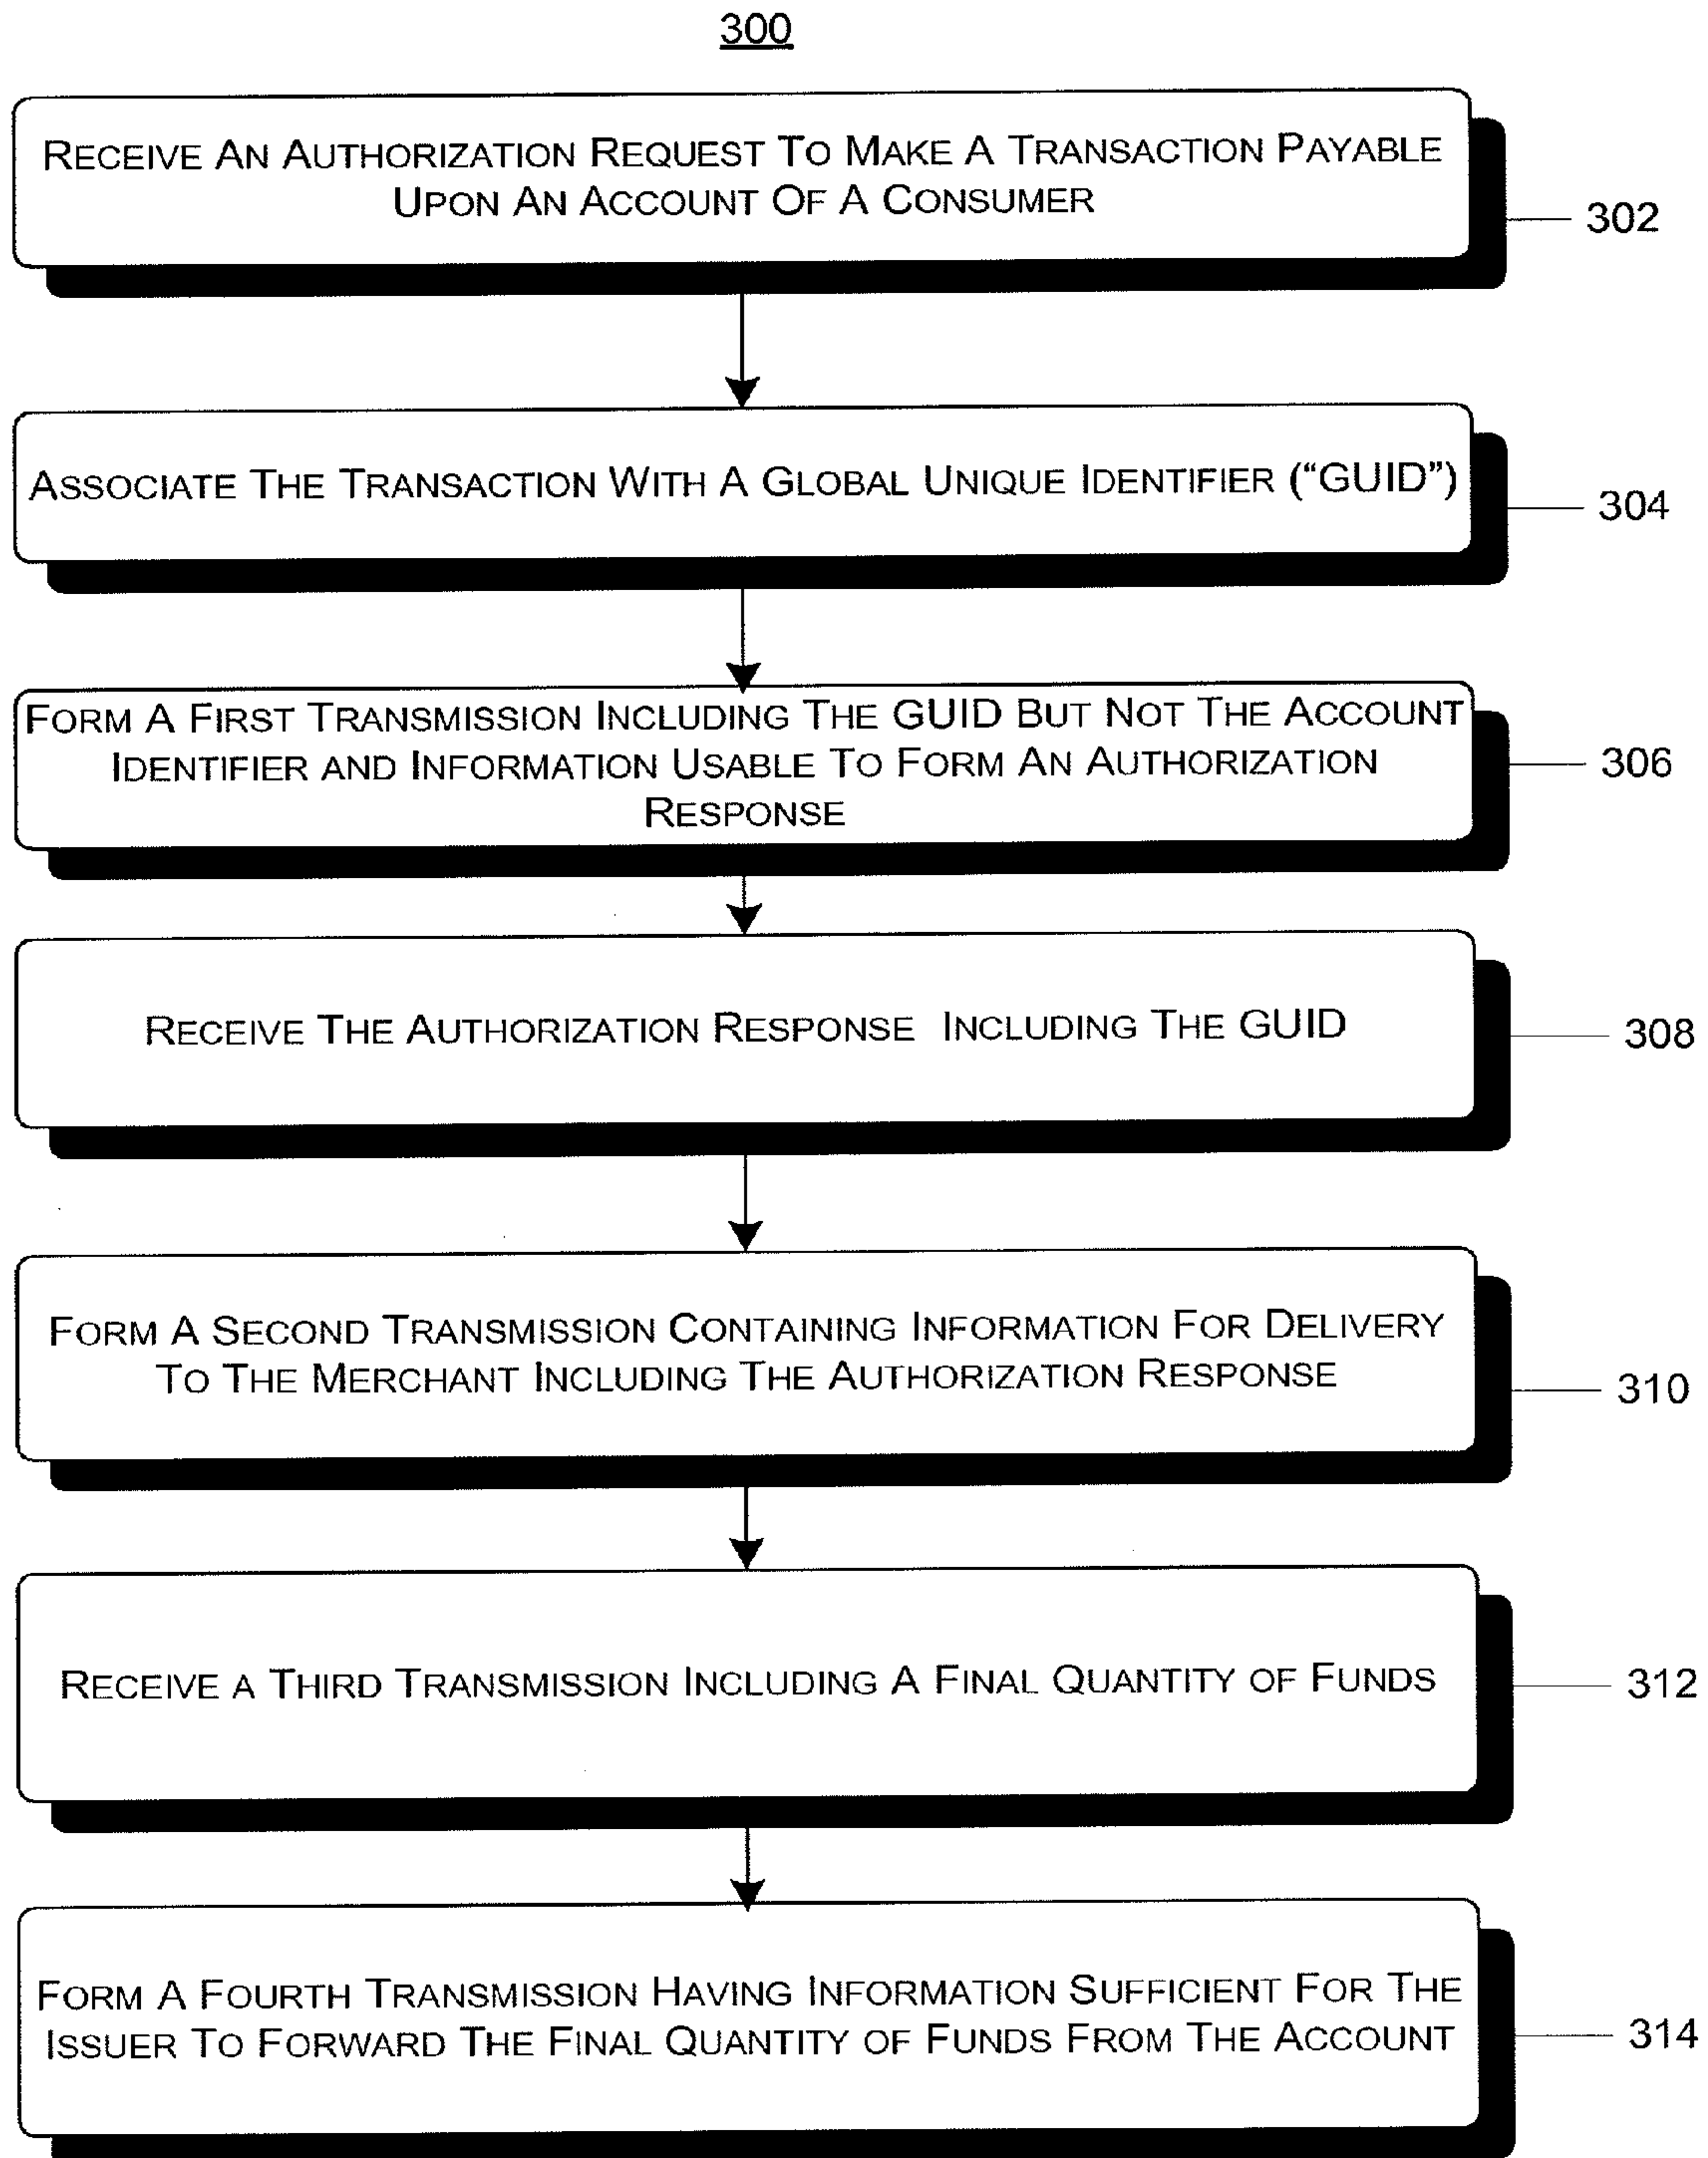 300
RECEIVE AN AUTHORIZATION REQUEST TO MAKE A TRANSACTION PAYABLE
UPON AN ACCOUNT OF A CONSUMER
302
ASSOCIATE THE TRANSACTION WITH A GLOBAL UNIQUE IDENTIFIER (“GUID”)
304
FORM A FIRST TRANSMISSION INCLUDING THE GUID BUT NOT THE ACCOUNT
IDENTIFIER AND INFORMATION USABLE TO FORM AN AUTHORIZATION
RESPONSE
306
RECEIVE THE AUTHORIZATION RESPONSE INCLUDING THE GUID
308
FORM A SECOND TRANSMISSION CONTAINING INFORMATION FOR DELIVERY
TO THE MERCHANT INCLUDING THE AUTHORIZATION RESPONSE
310
RECEIVE A THIRD TRANSMISSION INCLUDING A FINAL QUANTITY OF FUNDS
312
FORM A FOURTH TRANSMISSION HAVING INFORMATION SUFFICIENT FOR THE
ISSUER TO FORWARD THE FINAL QUANTITY OF FUNDS FROM THE ACCOUNT
314